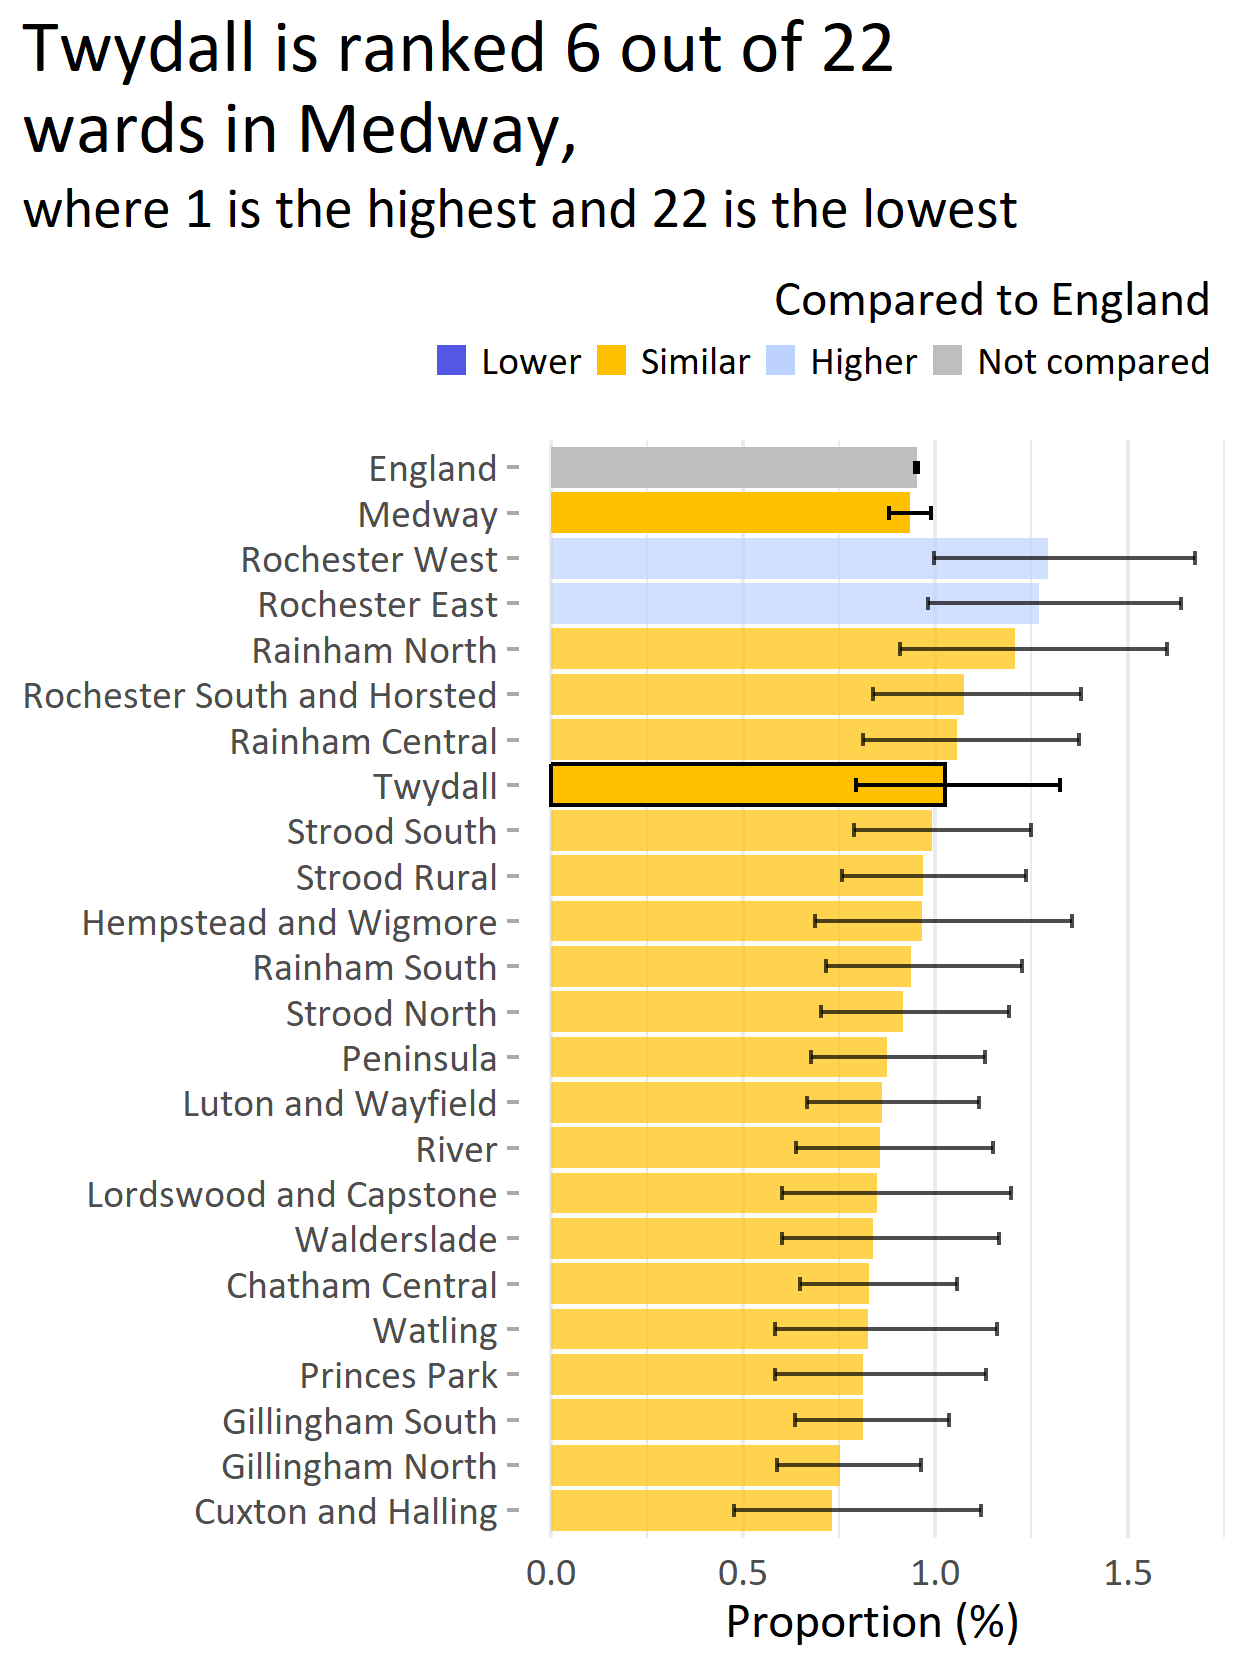 Twydall is ranked 6 out of 22
wards in Medway,
where 1 is the highest and 22 is the lowest
Compared to England
Lower Similar Higher Not compared
England
Medway
Rochester West
Rochester East
Rainham North
Rochester South and Horsted
Rainham Central
Twydall
Strood South
Strood Rural
Hempstead and Wigmore
Rainham South
Strood North
Peninsula
Luton and Wayfield
River
Lordswood and Capstone
Walderslade
Chatham Central
Watling
Princes Park
Gillingham South
Gillingham North
Cuxton and Halling
0.0 0.5 1.0 1.5
Proportion (%)